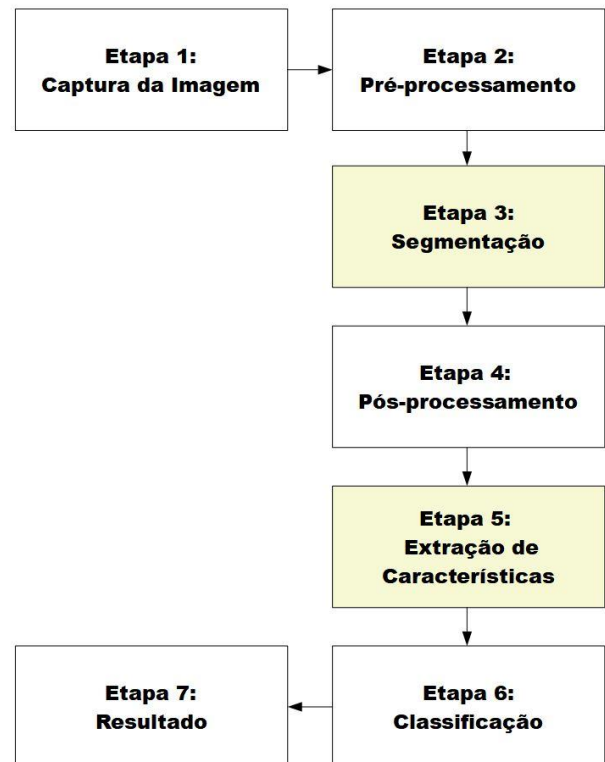 Etapa 1:
Captura da Imagem
Etapa 2:
Pré-processamento
Etapa 3:
Segmentação
Etapa 4:
Pós-processamento
Etapa 5:
Extração de
Características
Etapa 6:
Classificação
Etapa 7:
Resultado